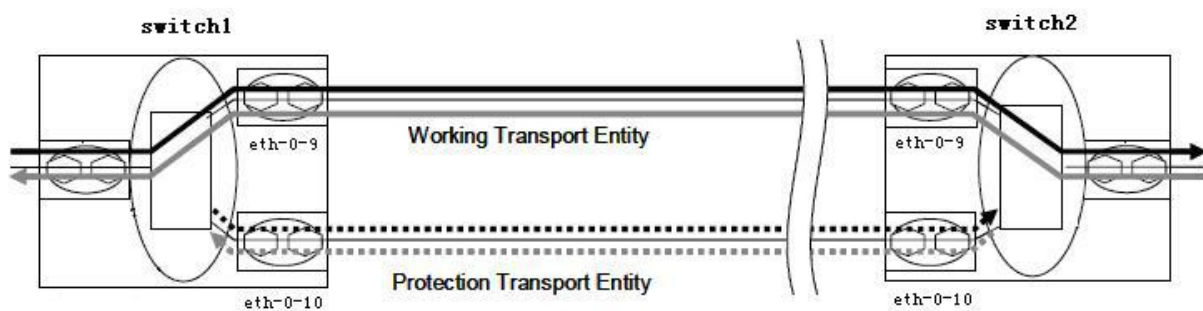 switch1
switch2
eth-0-9
Working Transport Entity
eth-0-9
Protection Transport Entity
eth-0-10
eth-0-10